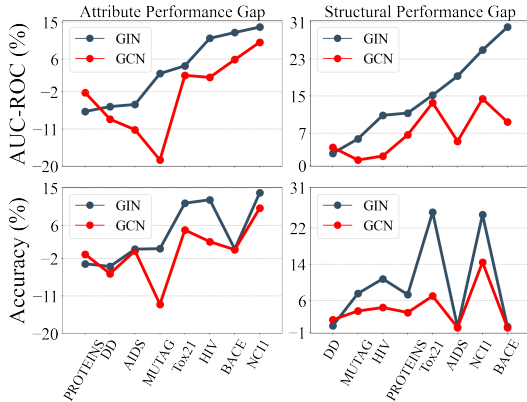 Attribute Performance Gap
Structural Performance Gap
AUC-ROC (%)
15
6
−2
−11
−20
GIN
GCN
31
23
15
7
0
GIN
GCN
Accuracy (%)
15
6
−2
−11
−20
GIN
GCN
31
22
14
6
−1
GIN
GCN
PROTEINS
DD
AIDS
MUTAG
Tox21
HIV
BACE
NCI1
DD
MUTAG
HIV
PROTEINS
Tox21
AIDS
NCI1
BACE